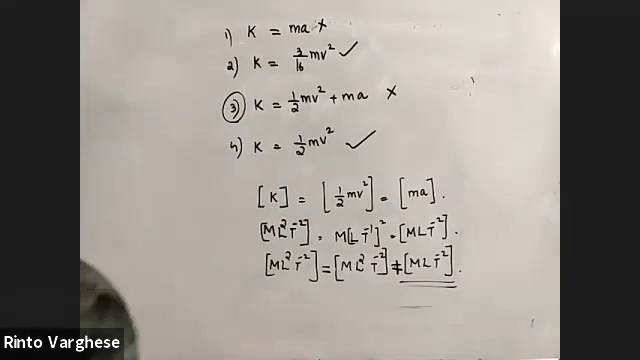 1) K = ma ×
2) K = 3/16 mv² ✓
3) K = 1/2 mv² + ma ×
4) K = 1/2 mv² ✓
[K] = [1/2 mv²] = [ma].
[ML²T⁻²] = M[LT⁻¹]² = [MLT⁻²].
[ML²T⁻²] = [ML²T⁻²] ≠ [MLT⁻²].
Rinto Varghese